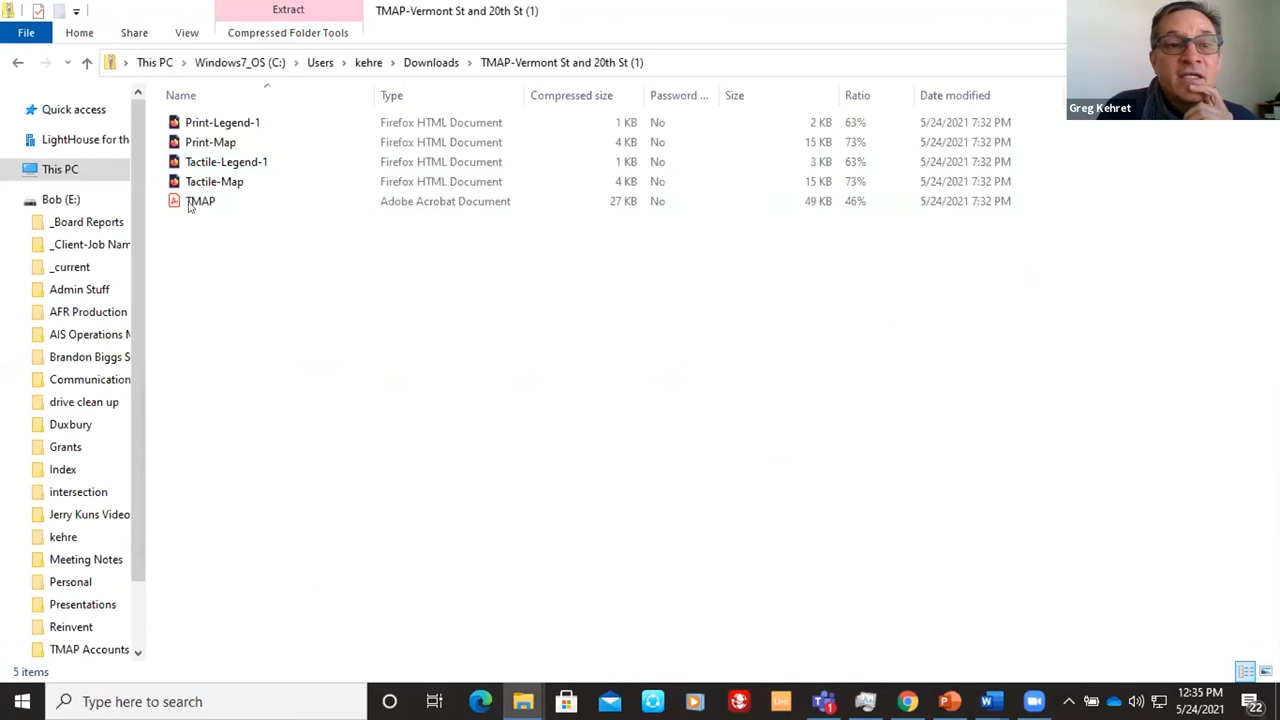 Extract
TMAP-Vermont St and 20th St (1)
File Home Share View Compressed Folder Tools
This PC Windows7_OS (C:) Users kehre Downloads TMAP-Vermont St and 20th St (1)
Greg Kehret
Name Type Compressed size Password ... Size Ratio Date modified
Print-Legend-1 Firefox HTML Document 1 KB No 2 KB 63% 5/24/2021 7:32 PM
Print-Map Firefox HTML Document 4 KB No 15 KB 73% 5/24/2021 7:32 PM
Tactile-Legend-1 Firefox HTML Document 1 KB No 3 KB 63% 5/24/2021 7:32 PM
Tactile-Map Firefox HTML Document 4 KB No 15 KB 73% 5/24/2021 7:32 PM
TMAP Adobe Acrobat Document 27 KB No 49 KB 46% 5/24/2021 7:32 PM
Quick access
LightHouse for th
This PC
Bob (E:)
_Board Reports
_Client-Job Nam
_current
Admin Stuff
AFR Production
AIS Operations M
Brandon Biggs S
Communication
drive clean up
Duxbury
Grants
Index
intersection
Jerry Kuns Video
kehre
Meeting Notes
Personal
Presentations
Reinvent
TMAP Accounts
5 items
Type here to search
12:35 PM
5/24/2021
22